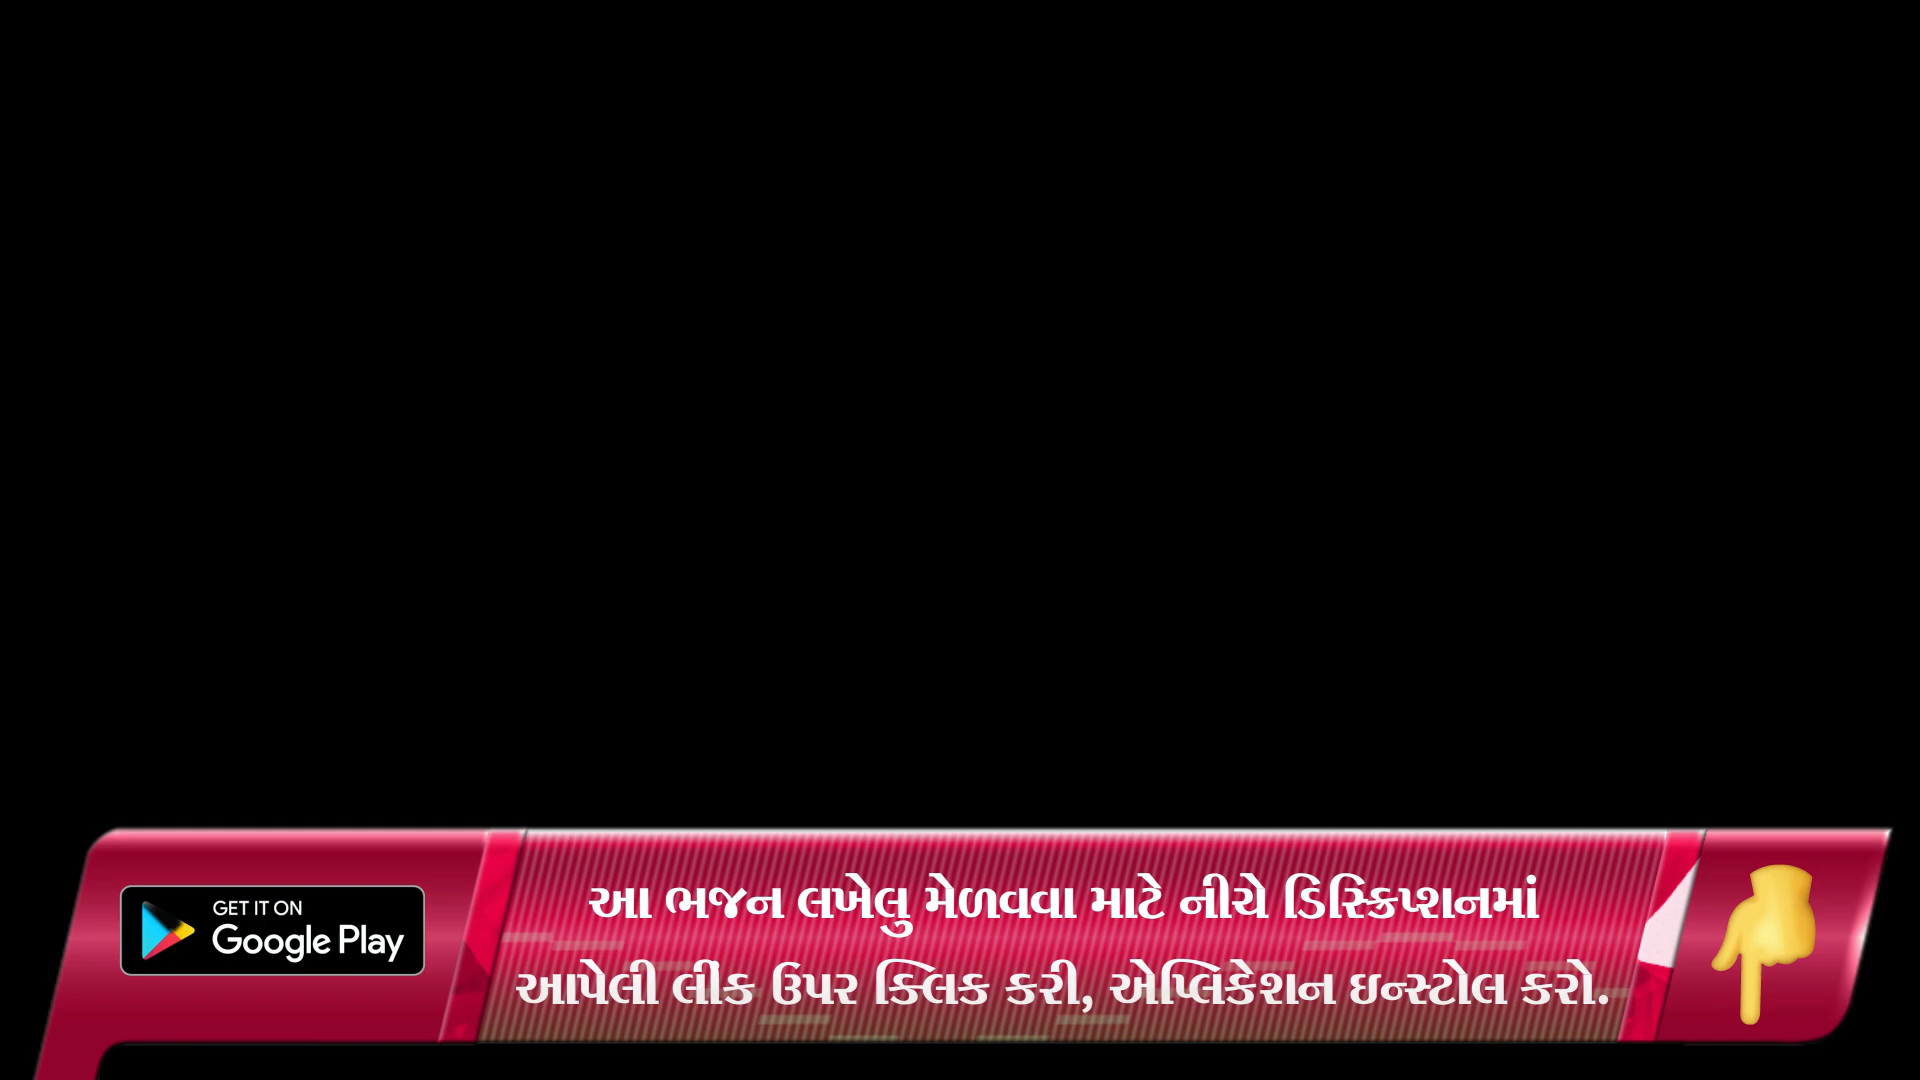 GET IT ON
Google Play
આ ભજન લખેલુ મેળવવા માટે નીચે ડિસ્ક્રિપ્શનમાં
આપેલી લીંક ઉપર ક્લિક કરી, એપ્લિકેશન ઇન્સ્ટોલ કરો.